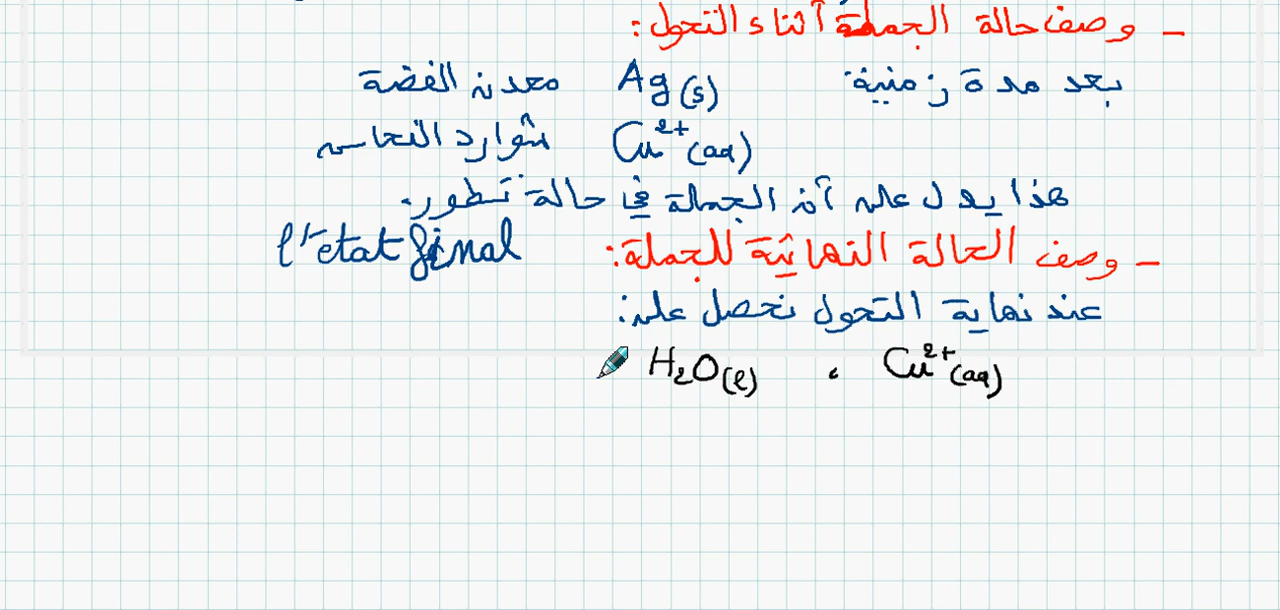 - وصف حالة الجملة أثناء التحول:
بعد مدة زمنية: Ag(s) معدن الفضة
Cu²⁺(aq) شوارد النحاس
هذا يدل على أن الجملة في حالة تطور.
- وصف الحالة النهائية للجملة: l'état final
عند نهاية التحول نحصل على:
Cu²⁺(aq) ، H₂O(l)